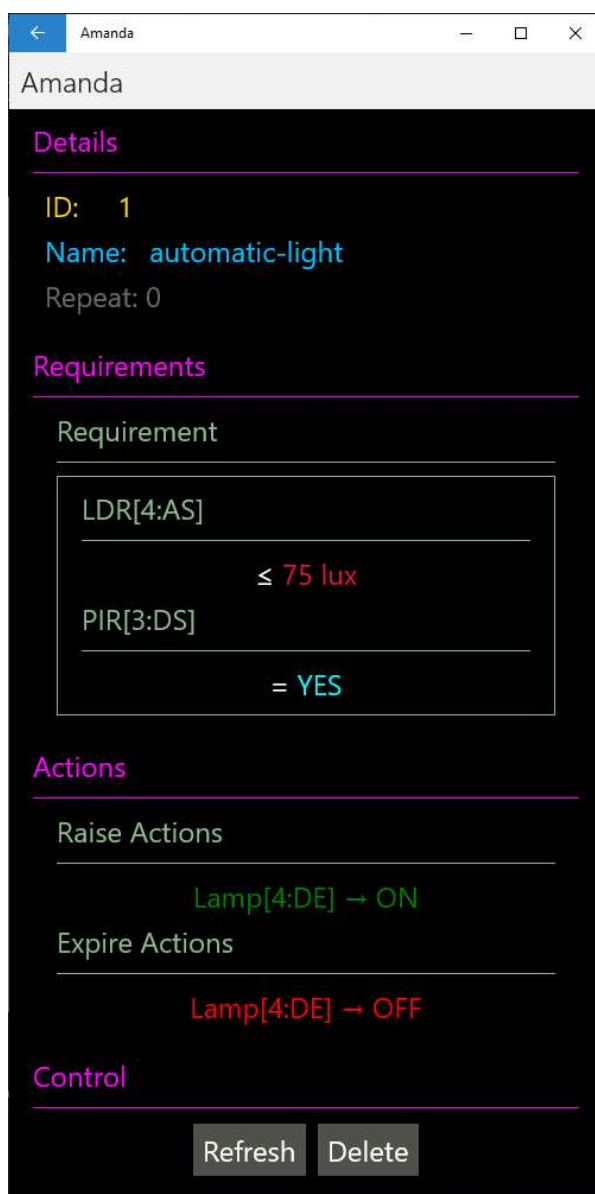 Amanda
Amanda
Details
ID: 1
Name: automatic-light
Repeat: 0
Requirements
Requirement
LDR[4:AS]
≤ 75 lux
PIR[3:DS]
= YES
Actions
Raise Actions
Lamp[4:DE] → ON
Expire Actions
Lamp[4:DE] → OFF
Control
Refresh Delete